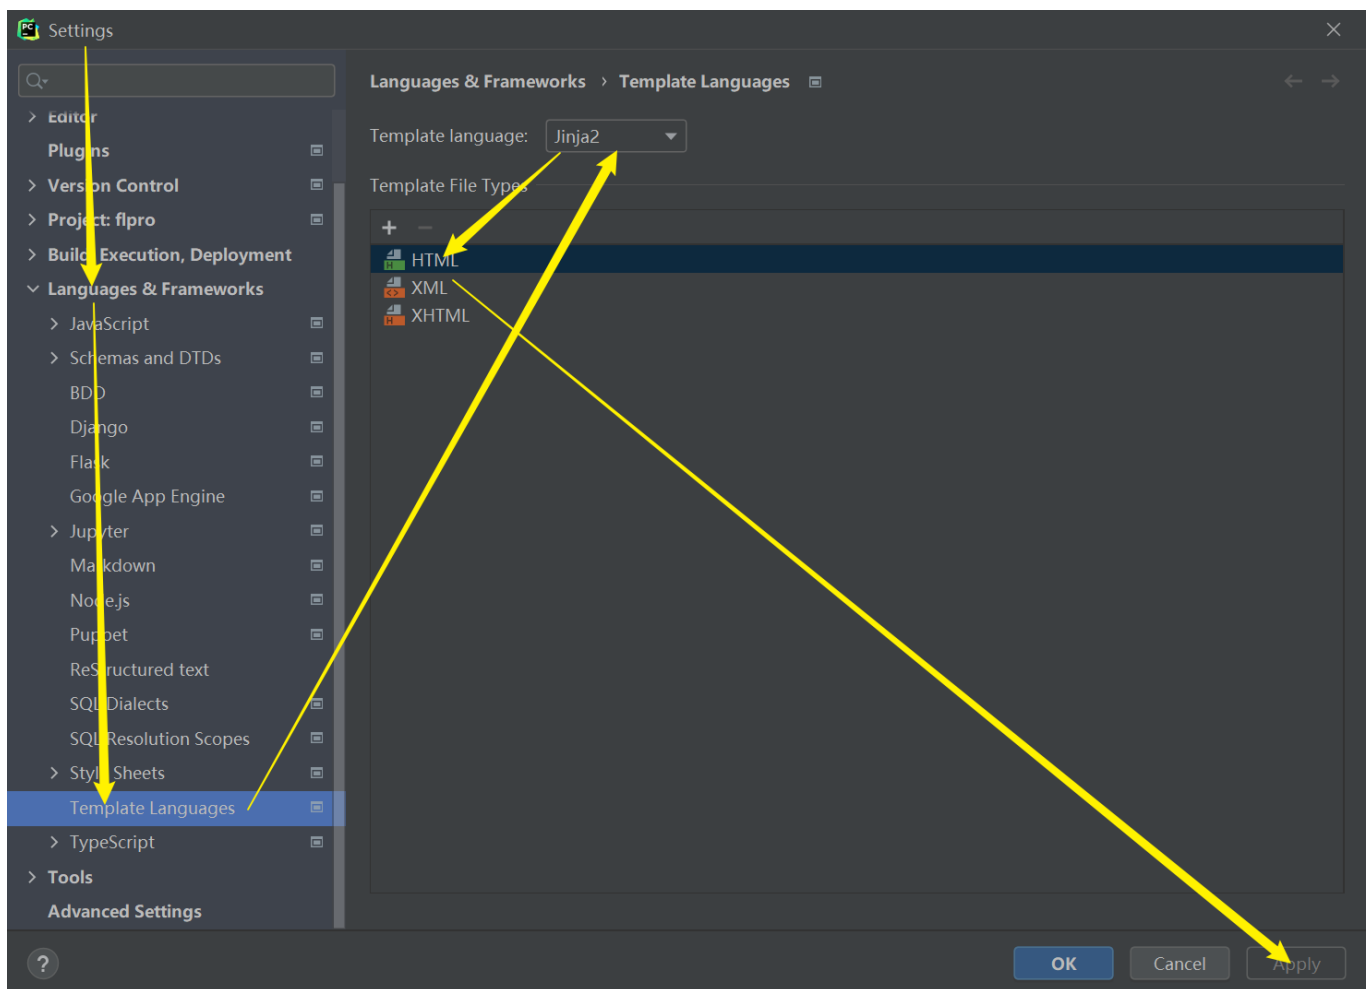 PC Settings
Languages & Frameworks › Template Languages
Editor
Plugins
Version Control
Project: flpro
Build, Execution, Deployment
Languages & Frameworks
JavaScript
Schemas and DTDs
BDD
Django
Flask
Google App Engine
Jupyter
Markdown
Node.js
Puppet
ReStructured text
SQL Dialects
SQL Resolution Scopes
Style Sheets
Template Languages
TypeScript
Tools
Advanced Settings
Template language: Jinja2
Template File Types
HTML
XML
XHTML
?
OK Cancel Apply